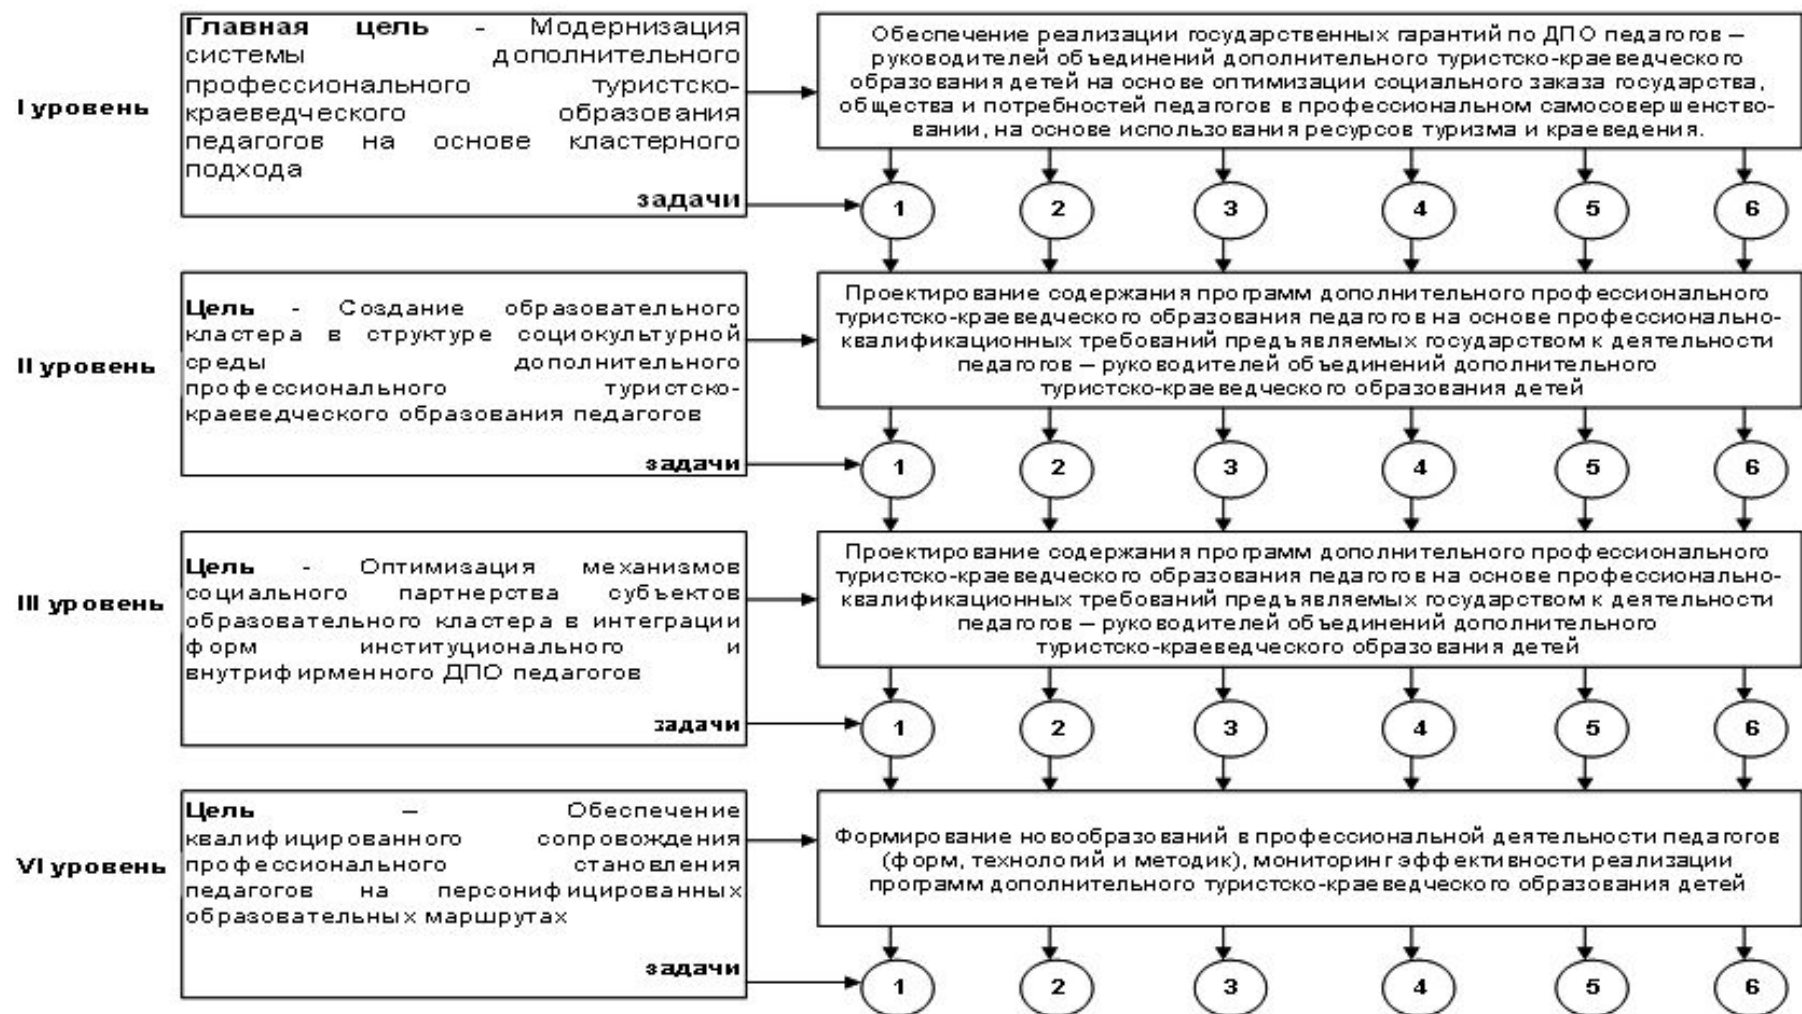 I уровень
Главная цель - Модернизация
системы дополнительного
профессионального туристско-
краеведческого образования
педагогов на основе кластерного
подхода
задачи
Обеспечение реализации государственных гарантий по ДПО педагогов –
руководителей объединений дополнительного туристско-краеведческого
образования детей на основе оптимизации социального заказа государства,
общества и потребностей педагогов в профессиональном самосовершенство-
вании, на основе использования ресурсов туризма и краеведения.
1 2 3 4 5 6
II уровень
Цель - Создание образовательного
кластера в структуре социокультурной
среды дополнительного
профессионального туристско-
краеведческого образования педагогов
задачи
Проектирование содержания программ дополнительного профессионального
туристско-краеведческого образования педагогов на основе профессионально-
квалификационных требований предъявляемых государством к деятельности
педагогов – руководителей объединений дополнительного
туристско-краеведческого образования детей
1 2 3 4 5 6
III уровень
Цель - Оптимизация механизмов
социального партнерства субъектов
образовательного кластера в интеграции
форм институционального и
внутрифирменного ДПО педагогов
задачи
Проектирование содержания программ дополнительного профессионального
туристско-краеведческого образования педагогов на основе профессионально-
квалификационных требований предъявляемых государством к деятельности
педагогов – руководителей объединений дополнительного
туристско-краеведческого образования детей
1 2 3 4 5 6
VI уровень
Цель – Обеспечение
квалифицированного сопровождения
профессионального становления
педагогов на персонифицированных
образовательных маршрутах
задачи
Формирование новообразований в профессиональной деятельности педагогов
(форм, технологий и методик), мониторинг эффективности реализации
программ дополнительного туристско-краеведческого образования детей
1 2 3 4 5 6